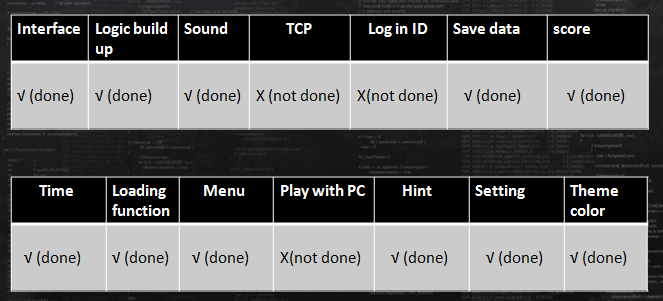 Interface Logic build up Sound TCP Log in ID Save data score
√ (done) √ (done) √ (done) X (not done) X(not done) √ (done) √ (done)
Time Loading function Menu Play with PC Hint Setting Theme color
√ (done) √ (done) √ (done) X(not done) √ (done) √ (done) √ (done)